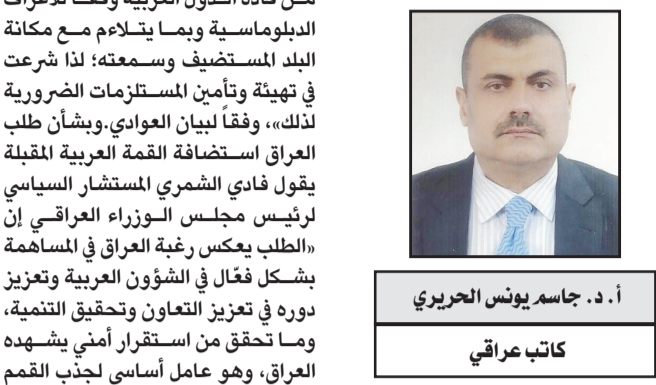 أ. د. جاسم يونس الحريري
كاتب عراقي
من قادة الدول العربية وفقاً للأعراف
الدبلوماسية وبما يتلاءم مع مكانة
البلد المستضيف وسمعته؛ لذا شرعت
في تهيئة وتأمين المستلزمات الضرورية
لذلك»، وفقاً لبيان العوادي.وبشأن طلب
العراق استضافة القمة العربية المقبلة
يقول فادي الشمري المستشار السياسي
لرئيس مجلس الوزراء العراقي إن
«الطلب يعكس رغبة العراق في المساهمة
بشكل فعّال في الشؤون العربية وتعزيز
دوره في تعزيز التعاون وتحقيق التنمية،
وما تحقق من استقرار أمني يشهده
العراق، وهو عامل أساسي لجذب القمم